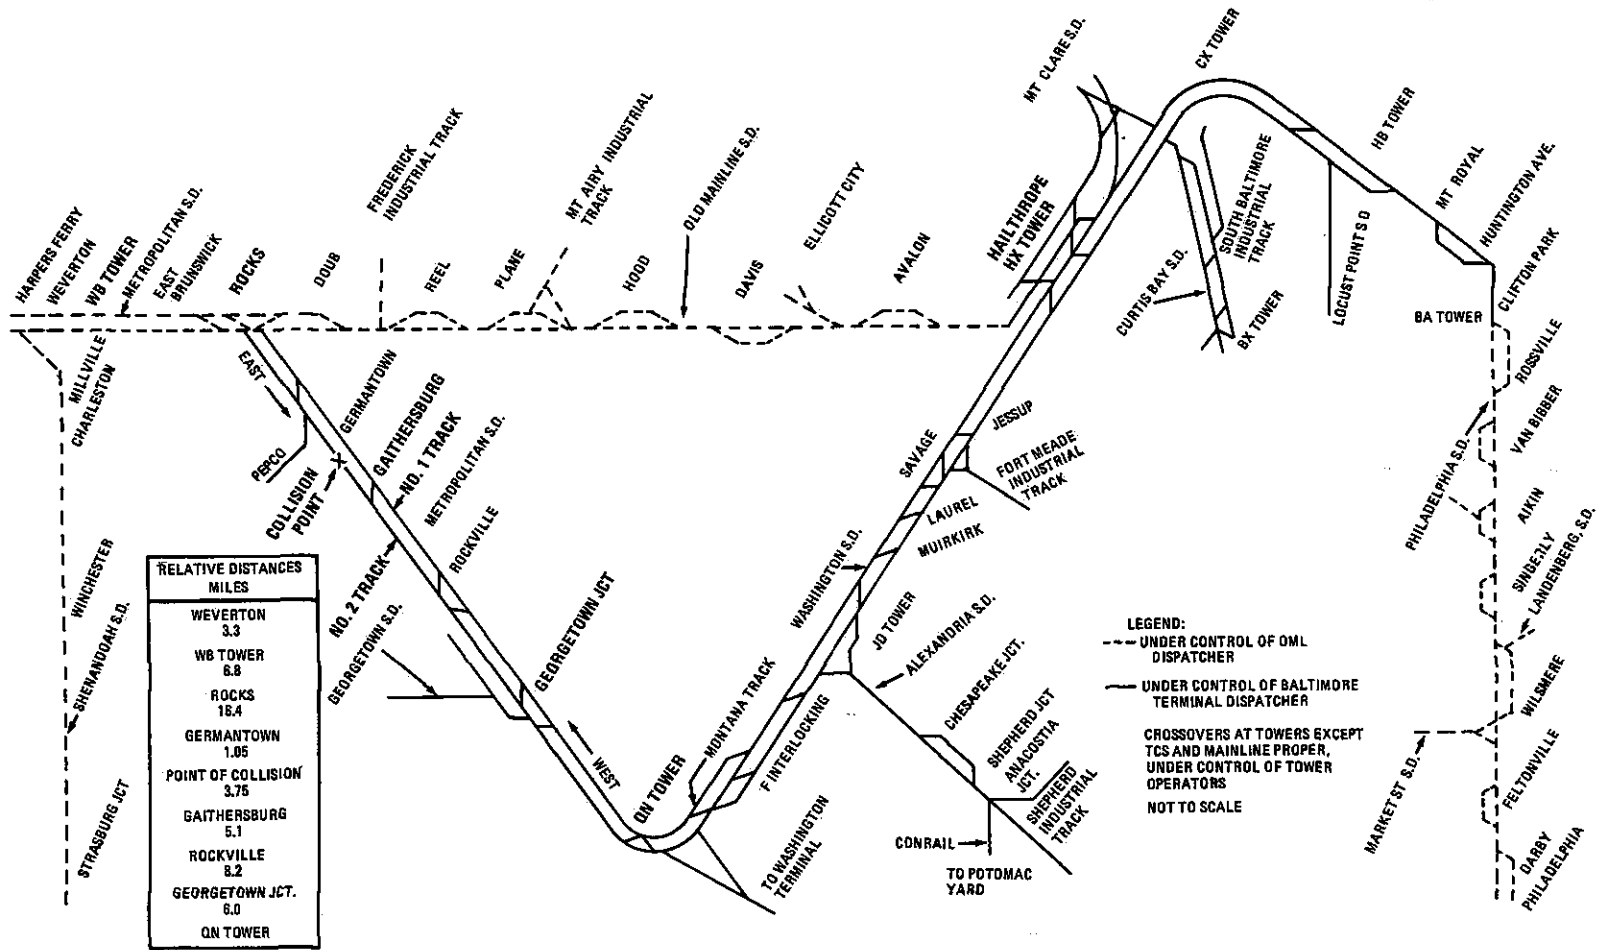 HARPERS FERRY
WEVERTON
WB TOWER
METROPOLITAN S.D.
EAST
BRUNSWICK
ROCKS
DOUB
FREDERICK
INDUSTRIAL TRACK
REEL
PLANE
MT AIRY INDUSTRIAL
TRACK
HOOD
OLD MAINLINE S.D.
DAVIS
ELLICOTT CITY
AVALON
HAILTHROPE
HX TOWER
MT CLARE S.D.
CX TOWER
HB TOWER
MT ROYAL
HUNTINGTON AVE.
CLIFTON PARK
BA TOWER
ROSSVILLE
VAN BIBBER
PHILADELPHIA S.D.
AIKIN
SINGERLY
LANDENBERG, S.D.
WILSMERE
MARKET ST S.D.
FELTONVILLE
DARBY
PHILADELPHIA
CURTIS BAY S.D.
SOUTH BALTIMORE
INDUSTRIAL
TRACK
BX TOWER
LOCUST POINT S D
MILLVILLE
CHARLESTON
WINCHESTER
SHENANDOAH S.D.
STRASBURG JCT
EAST
PEPCO
COLLISION
POINT
GERMANTOWN
GAITHERSBURG
NO. 1 TRACK
METROPOLITAN S.D.
ROCKVILLE
NO. 2 TRACK
GEORGETOWN S.D.
GEORGETOWN JCT
WEST
QN TOWER
MONTANA TRACK
F INTERLOCKING
TO WASHINGTON
TERMINAL
WASHINGTON S.D.
JD TOWER
ALEXANDRIA S.D.
CHESAPEAKE JCT.
SHEPHERD JCT
ANACOSTIA
JCT.
SHEPHERD
INDUSTRIAL
TRACK
CONRAIL
TO POTOMAC
YARD
SAVAGE
JESSUP
FORT MEADE
INDUSTRIAL
TRACK
LAUREL
MUIRKIRK
RELATIVE DISTANCES
MILES
WEVERTON
3.3
WB TOWER
6.8
ROCKS
16.4
GERMANTOWN
1.05
POINT OF COLLISION
3.75
GAITHERSBURG
5.1
ROCKVILLE
8.2
GEORGETOWN JCT.
6.0
QN TOWER
LEGEND:
UNDER CONTROL OF OML
DISPATCHER
UNDER CONTROL OF BALTIMORE
TERMINAL DISPATCHER
CROSSOVERS AT TOWERS EXCEPT
TCS AND MAINLINE PROPER,
UNDER CONTROL OF TOWER
OPERATORS
NOT TO SCALE